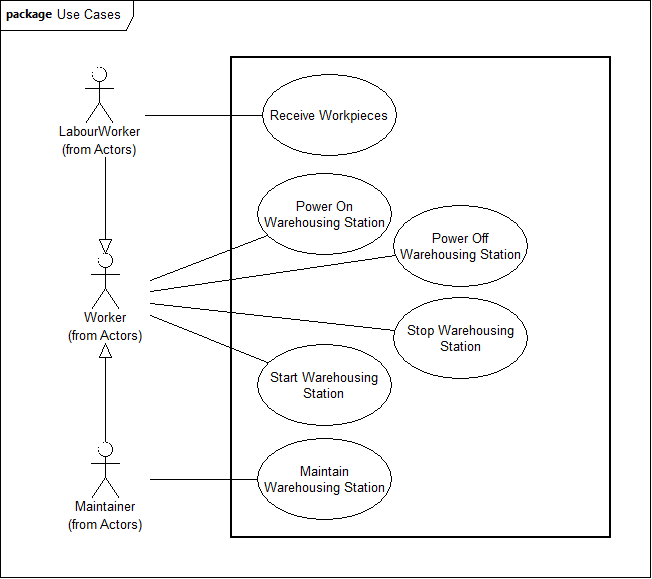 package Use Cases
Receive Workpieces
LabourWorker
(from Actors)
Power On
Warehousing Station
Power Off
Warehousing Station
Worker
(from Actors)
Stop Warehousing
Station
Start Warehousing
Station
Maintain
Warehousing Station
Maintainer
(from Actors)